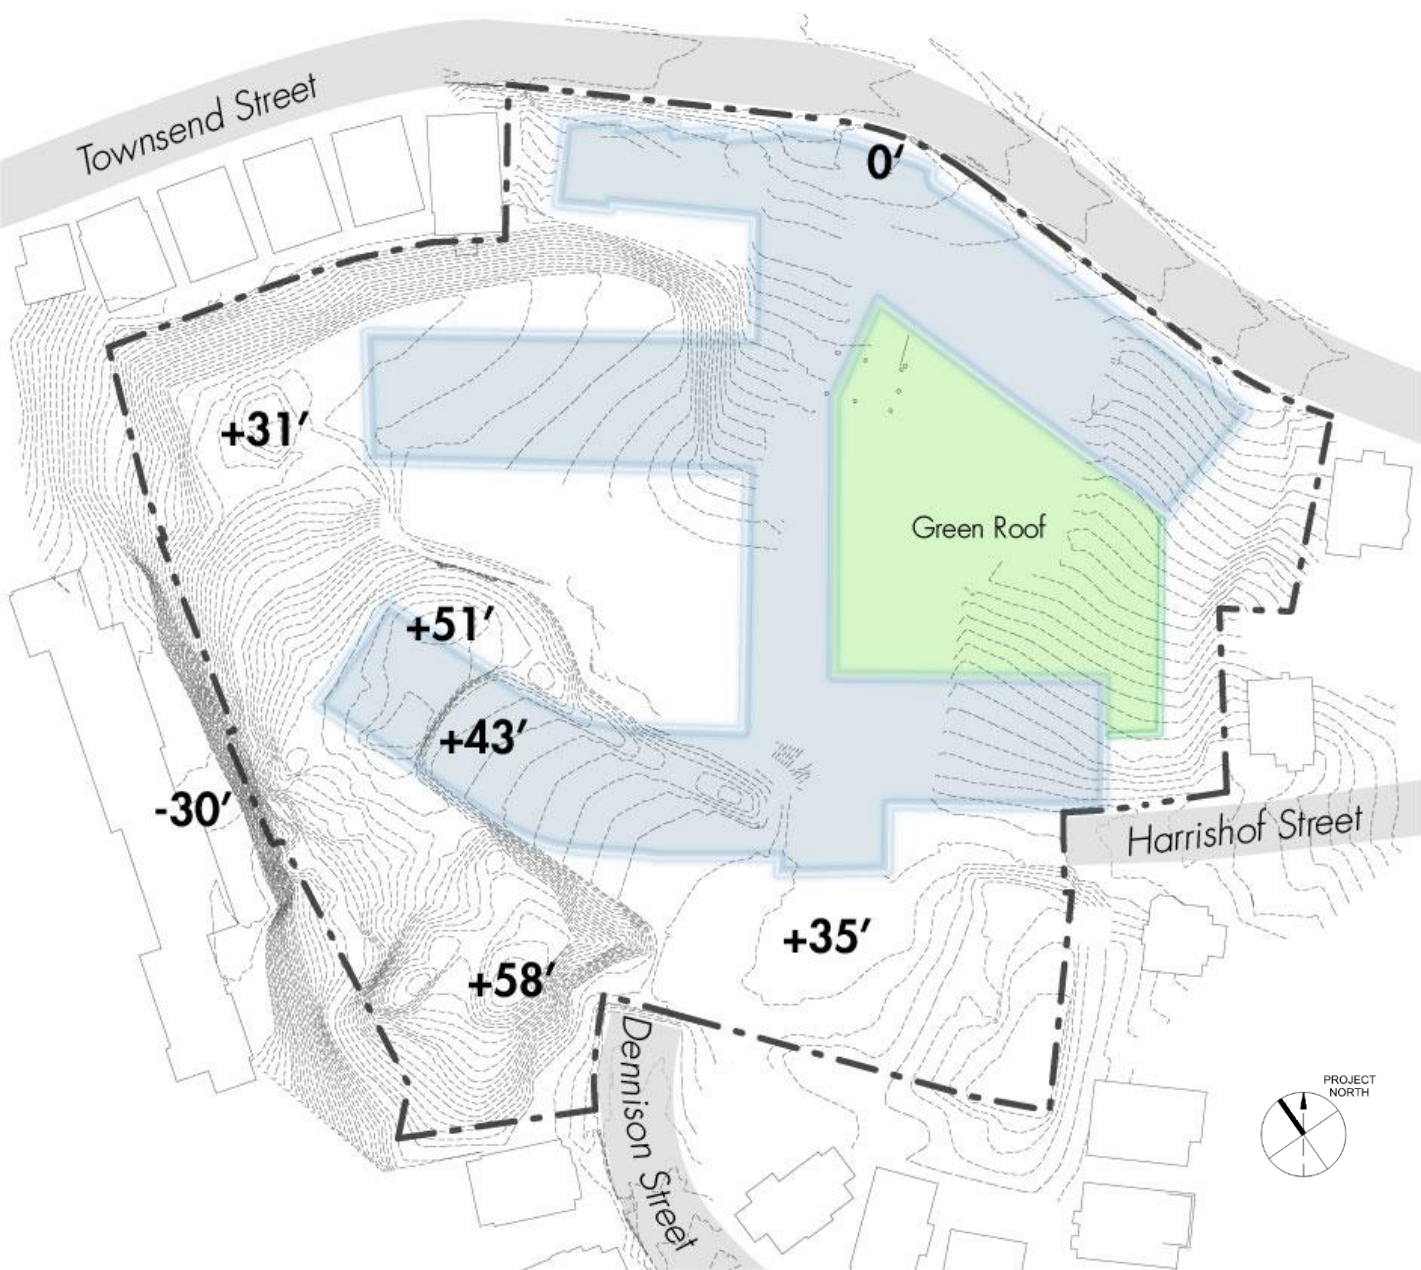 Townsend Street
0'
+31'
Green Roof
+51'
+43'
-30'
Harrishof Street
+35'
+58'
Dennison Street
PROJECT
NORTH